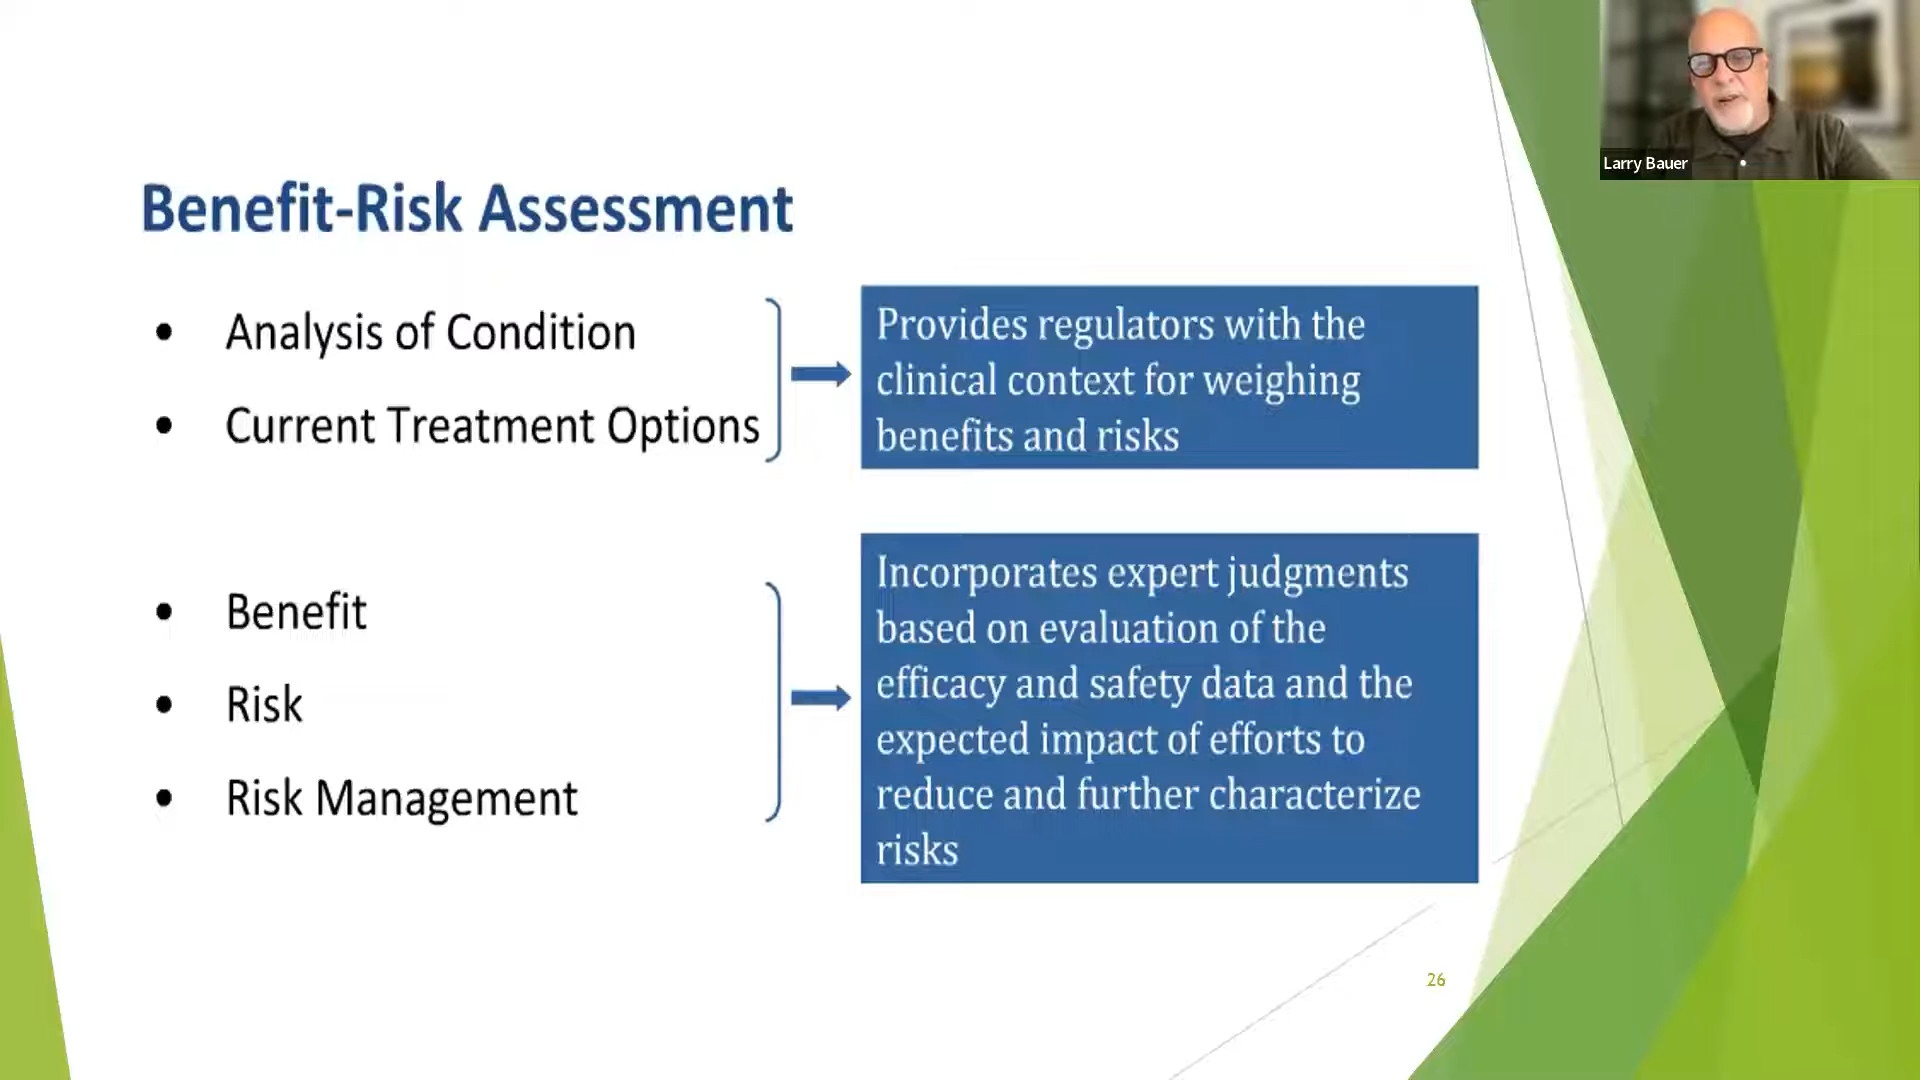 Larry Bauer
Benefit-Risk Assessment
• Analysis of Condition
• Current Treatment Options
Provides regulators with the
clinical context for weighing
benefits and risks
• Benefit
• Risk
• Risk Management
Incorporates expert judgments
based on evaluation of the
efficacy and safety data and the
expected impact of efforts to
reduce and further characterize
risks
26